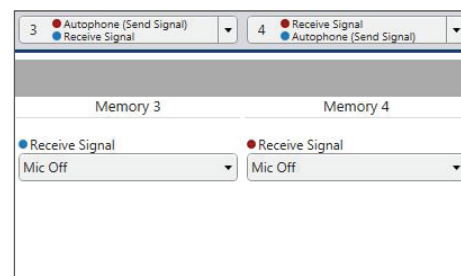 3 Autophone (Send Signal) 4 Receive Signal
Receive Signal Autophone (Send Signal)
Memory 3 Memory 4
Receive Signal Receive Signal
Mic Off Mic Off